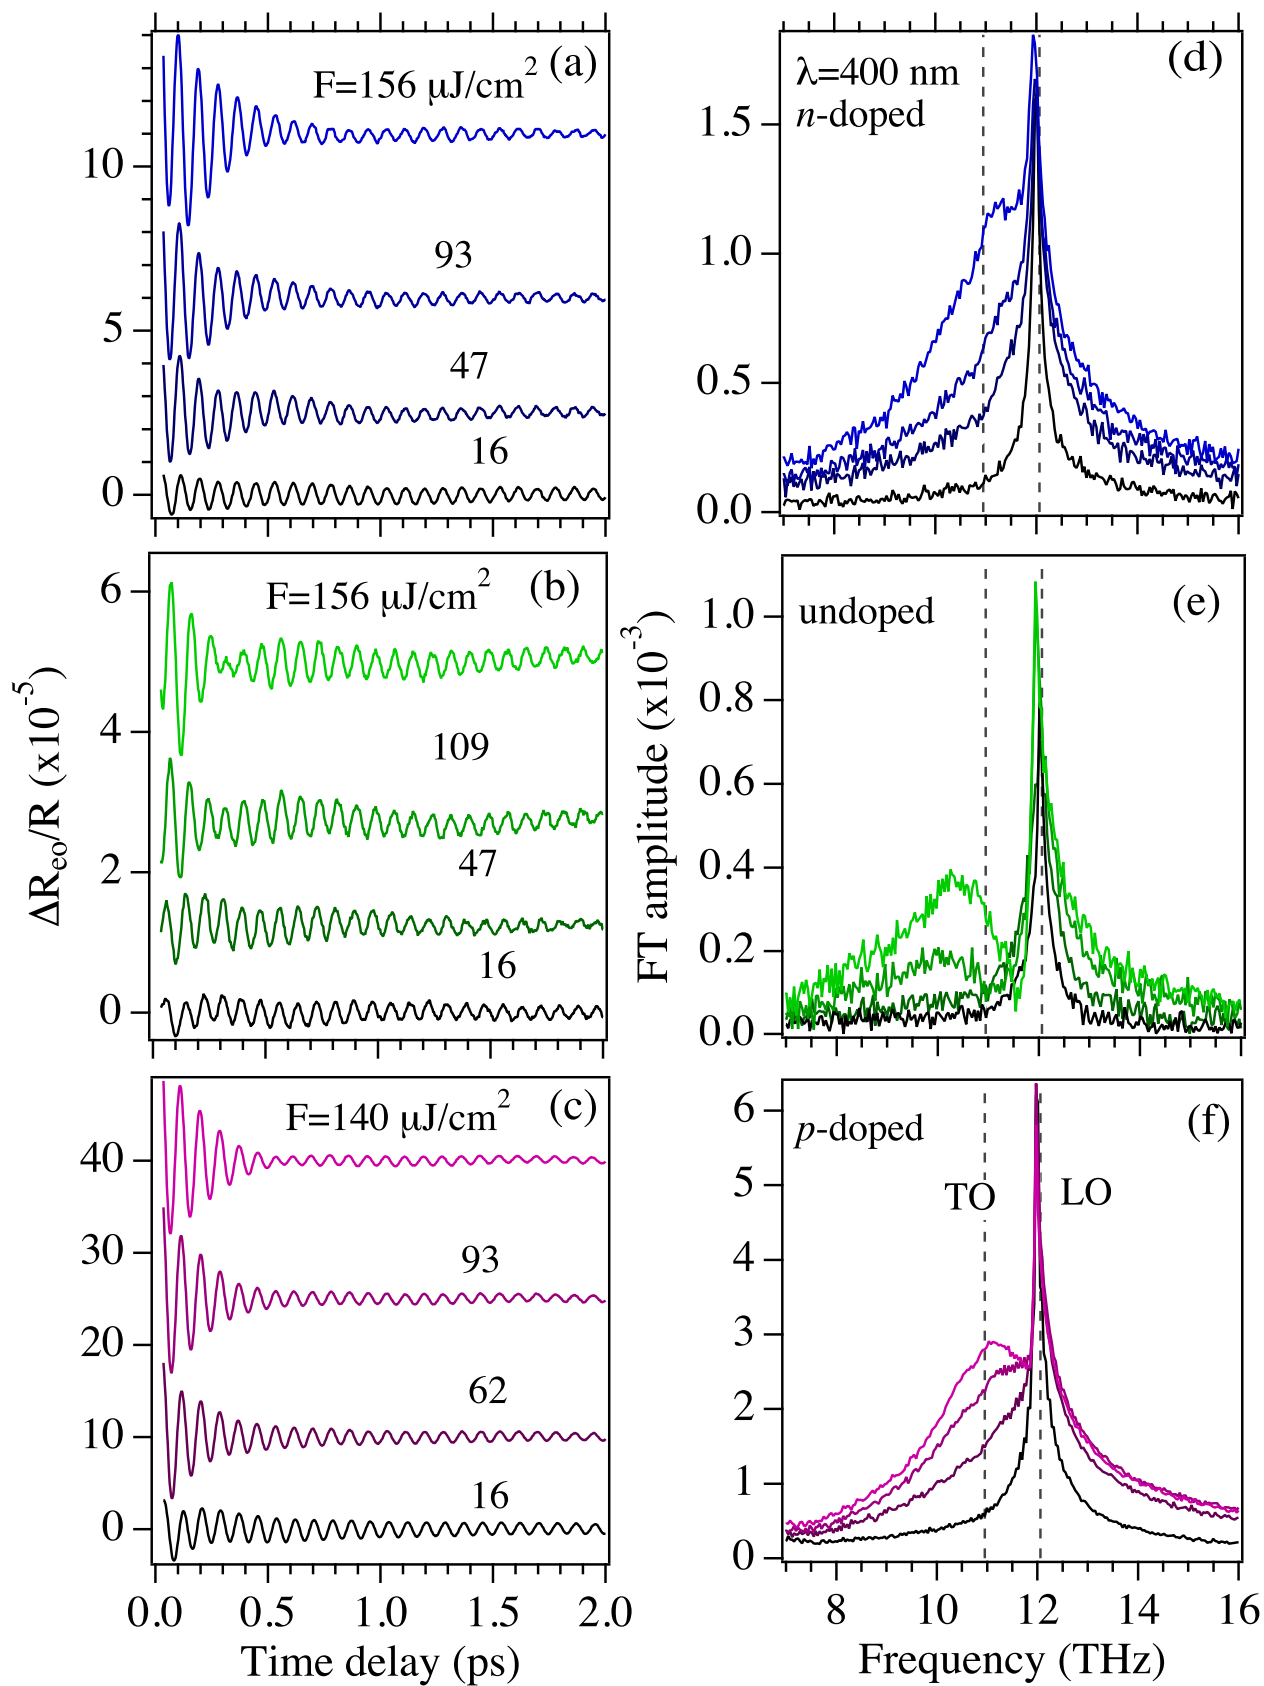 F=156 μJ/cm²
(a)
10
93
5
47
16
0
F=156 μJ/cm²
(b)
6
109
4
47
2
16
0
F=140 μJ/cm²
(c)
40
93
30
20
62
10
16
0
0.0 0.5 1.0 1.5 2.0
Time delay (ps)
ΔR_eo/R (x10⁻⁵)
λ=400 nm
n-doped
(d)
1.5
1.0
0.5
0.0
undoped
(e)
1.0
0.8
0.6
0.4
0.2
0.0
p-doped
(f)
TO
LO
6
5
4
3
2
1
0
8 10 12 14 16
Frequency (THz)
FT amplitude (x10⁻³)